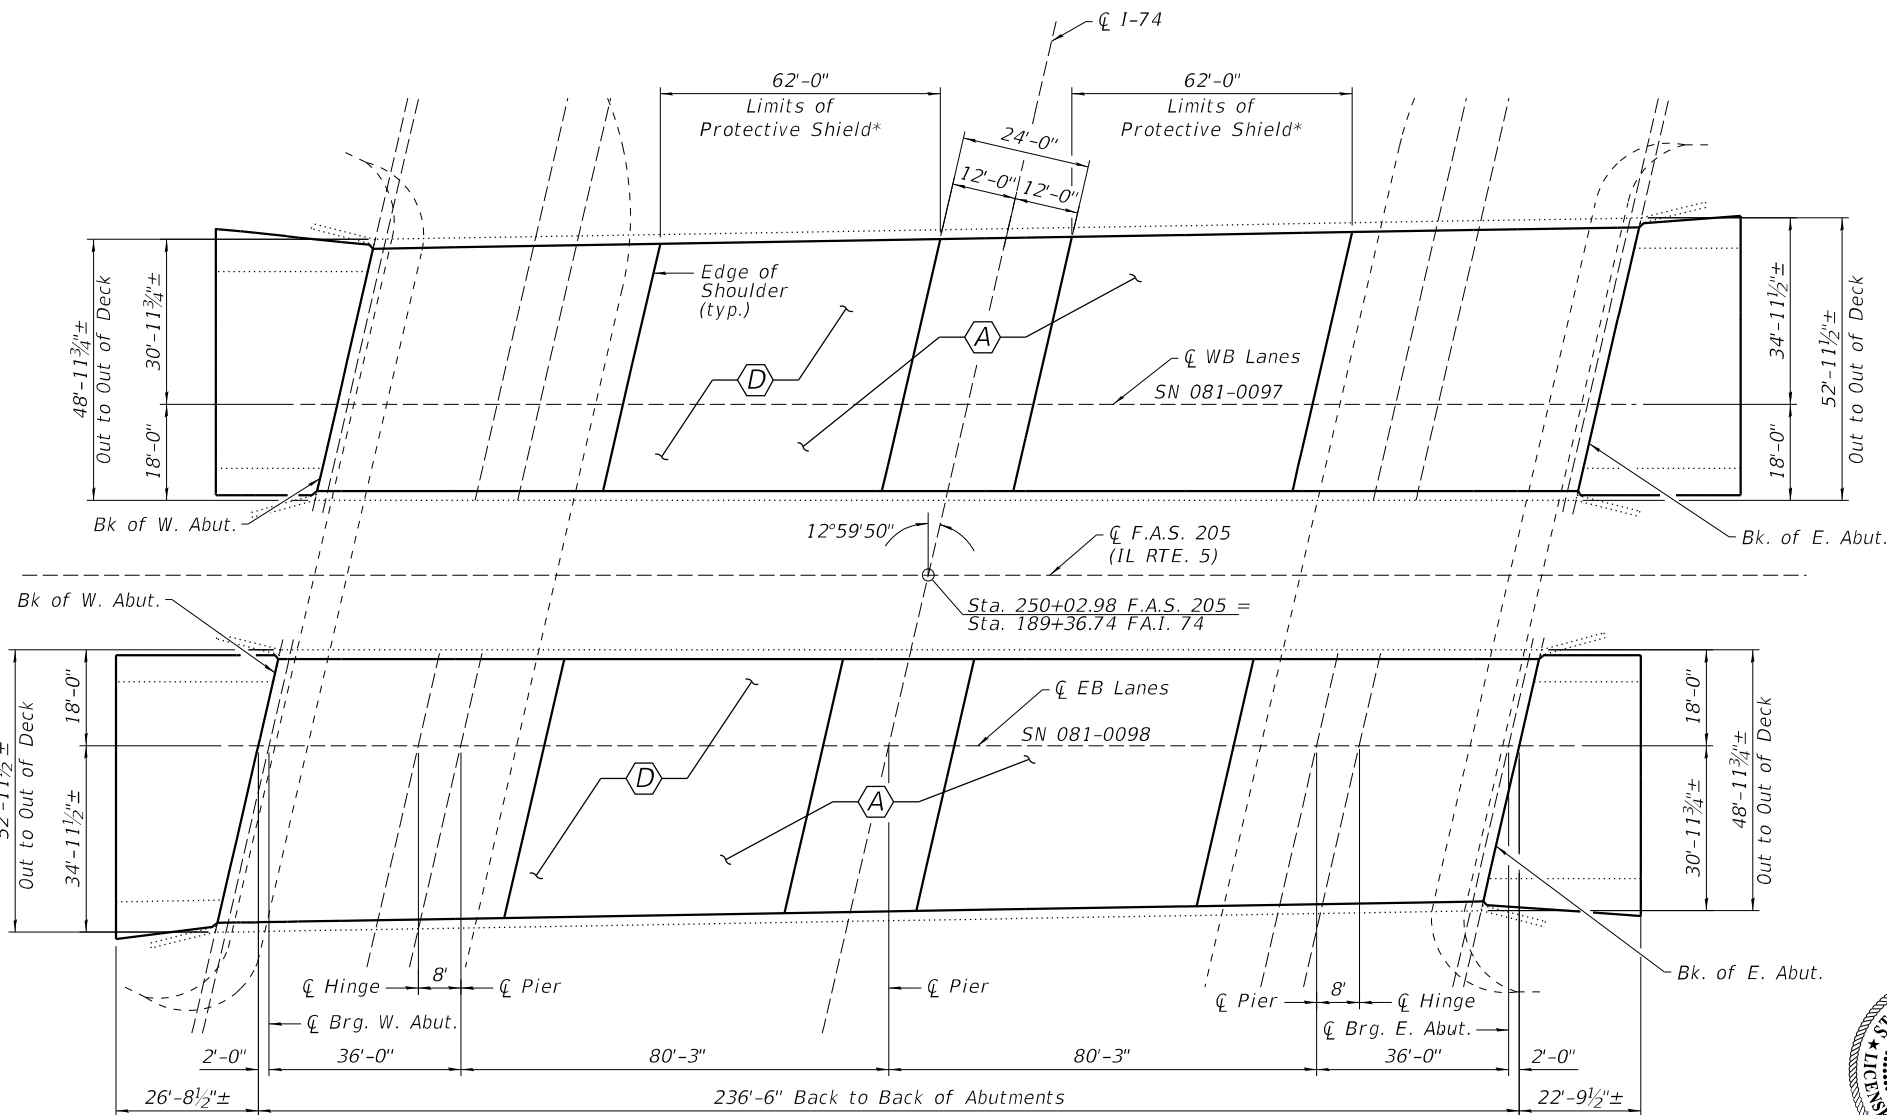 ℄ I-74
62'-0"
Limits of
Protective Shield*
62'-0"
Limits of
Protective Shield*
24'-0"
12'-0"
12'-0"
48'-11¾"±
Out to Out of Deck
30'-11¾"±
18'-0"
Edge of
Shoulder
(typ.)
D
A
℄ WB Lanes
SN 081-0097
34'-11½"±
18'-0"
52'-11½"±
Out to Out of Deck
Bk of W. Abut.
12°59'50"
℄ F.A.S. 205
(IL RTE. 5)
Bk. of E. Abut.
Bk of W. Abut.
Sta. 250+02.98 F.A.S. 205 =
Sta. 189+36.74 F.A.I. 74
52'-11½"±
Out to Out of Deck
18'-0"
34'-11½"±
℄ EB Lanes
SN 081-0098
D
A
18'-0"
30'-11¾"±
48'-11¾"±
Out to Out of Deck
Bk. of E. Abut.
℄ Hinge
8'
℄ Pier
℄ Pier
℄ Pier
8'
℄ Hinge
℄ Brg. W. Abut.
℄ Brg. E. Abut.
2'-0"
36'-0"
80'-3"
80'-3"
36'-0"
2'-0"
26'-8½"±
236'-6" Back to Back of Abutments
22'-9½"±